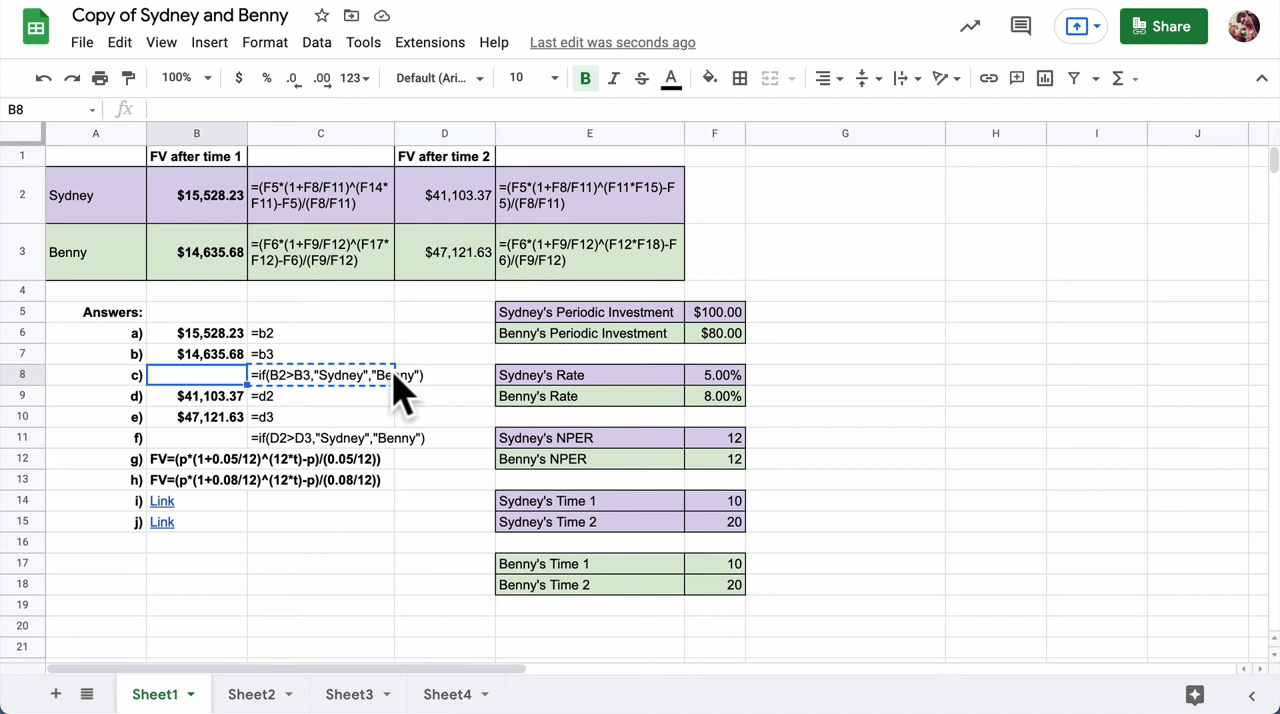 Copy of Sydney and Benny
File Edit View Insert Format Data Tools Extensions Help Last edit was seconds ago
Share
100% $ % .0 .00 123 Default (Ari... 10 B I S A
B8 fx
A B C D E F G H I J
1 FV after time 1 FV after time 2
2 Sydney $15,528.23 =(F5*(1+F8/F11)^(F14* $41,103.37 =(F5*(1+F8/F11)^(F11*F15)-F
F11)-F5)/(F8/F11) 5)/(F8/F11)
3 Benny $14,635.68 =(F6*(1+F9/F12)^(F17* $47,121.63 =(F6*(1+F9/F12)^(F12*F18)-F
F12)-F6)/(F9/F12) 6)/(F9/F12)
4
5 Answers: Sydney's Periodic Investment $100.00
6 a) $15,528.23 =b2 Benny's Periodic Investment $80.00
7 b) $14,635.68 =b3
8 c) =if(B2>B3,"Sydney","Benny") Sydney's Rate 5.00%
9 d) $41,103.37 =d2 Benny's Rate 8.00%
10 e) $47,121.63 =d3
11 f) =if(D2>D3,"Sydney","Benny") Sydney's NPER 12
12 g) FV=(p*(1+0.05/12)^(12*t)-p)/(0.05/12)) Benny's NPER 12
13 h) FV=(p*(1+0.08/12)^(12*t)-p)/(0.08/12))
14 i) Link Sydney's Time 1 10
15 j) Link Sydney's Time 2 20
16
17 Benny's Time 1 10
18 Benny's Time 2 20
19
20
21
Sheet1 Sheet2 Sheet3 Sheet4